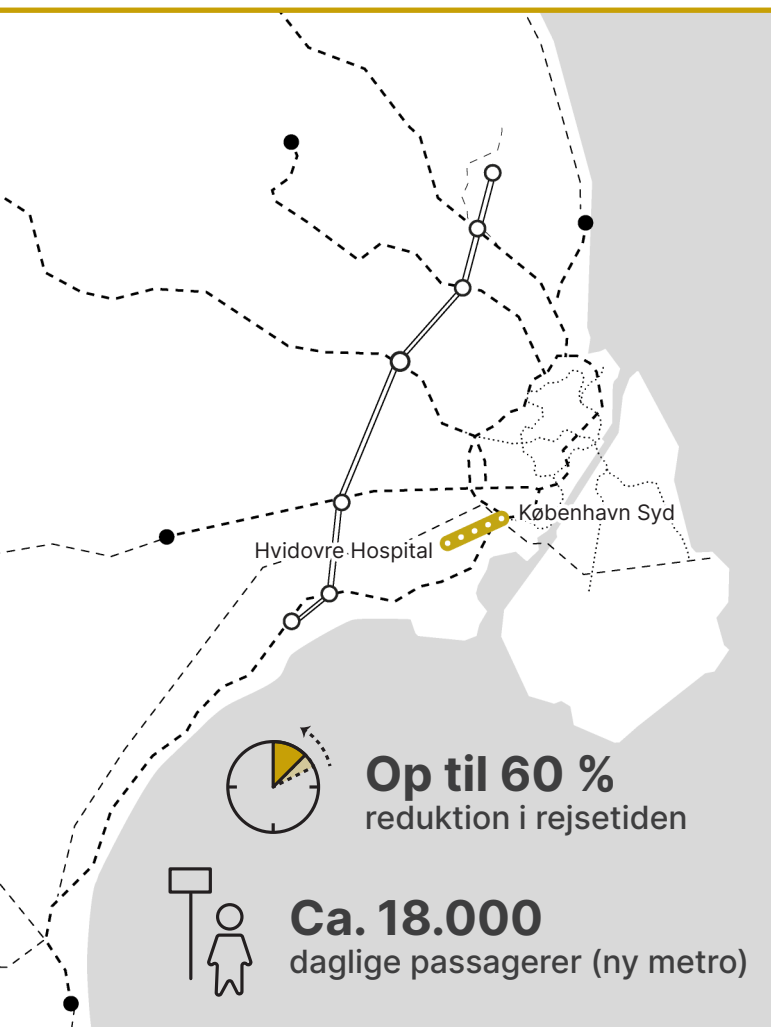 København Syd
Hvidovre Hospital
Op til 60 %
reduktion i rejsetiden
Ca. 18.000
daglige passagerer (ny metro)